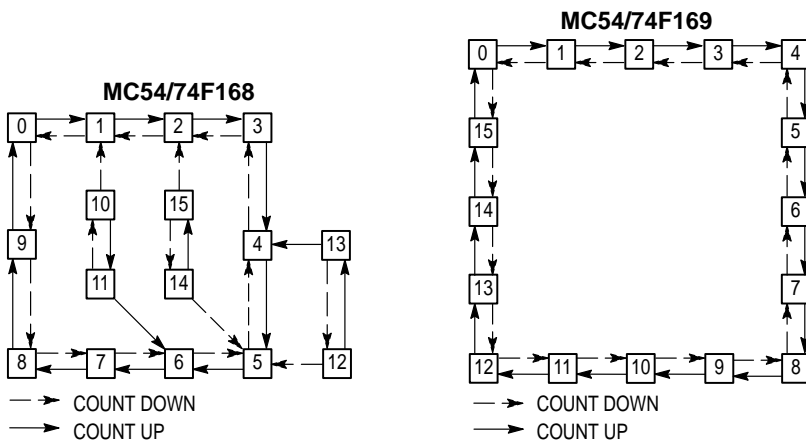 MC54/74F168
0 1 2 3
10 15
9 4 13
11 14
8 7 6 5 12
COUNT DOWN
COUNT UP
MC54/74F169
0 1 2 3 4
15 5
14 6
13 7
12 11 10 9 8
COUNT DOWN
COUNT UP